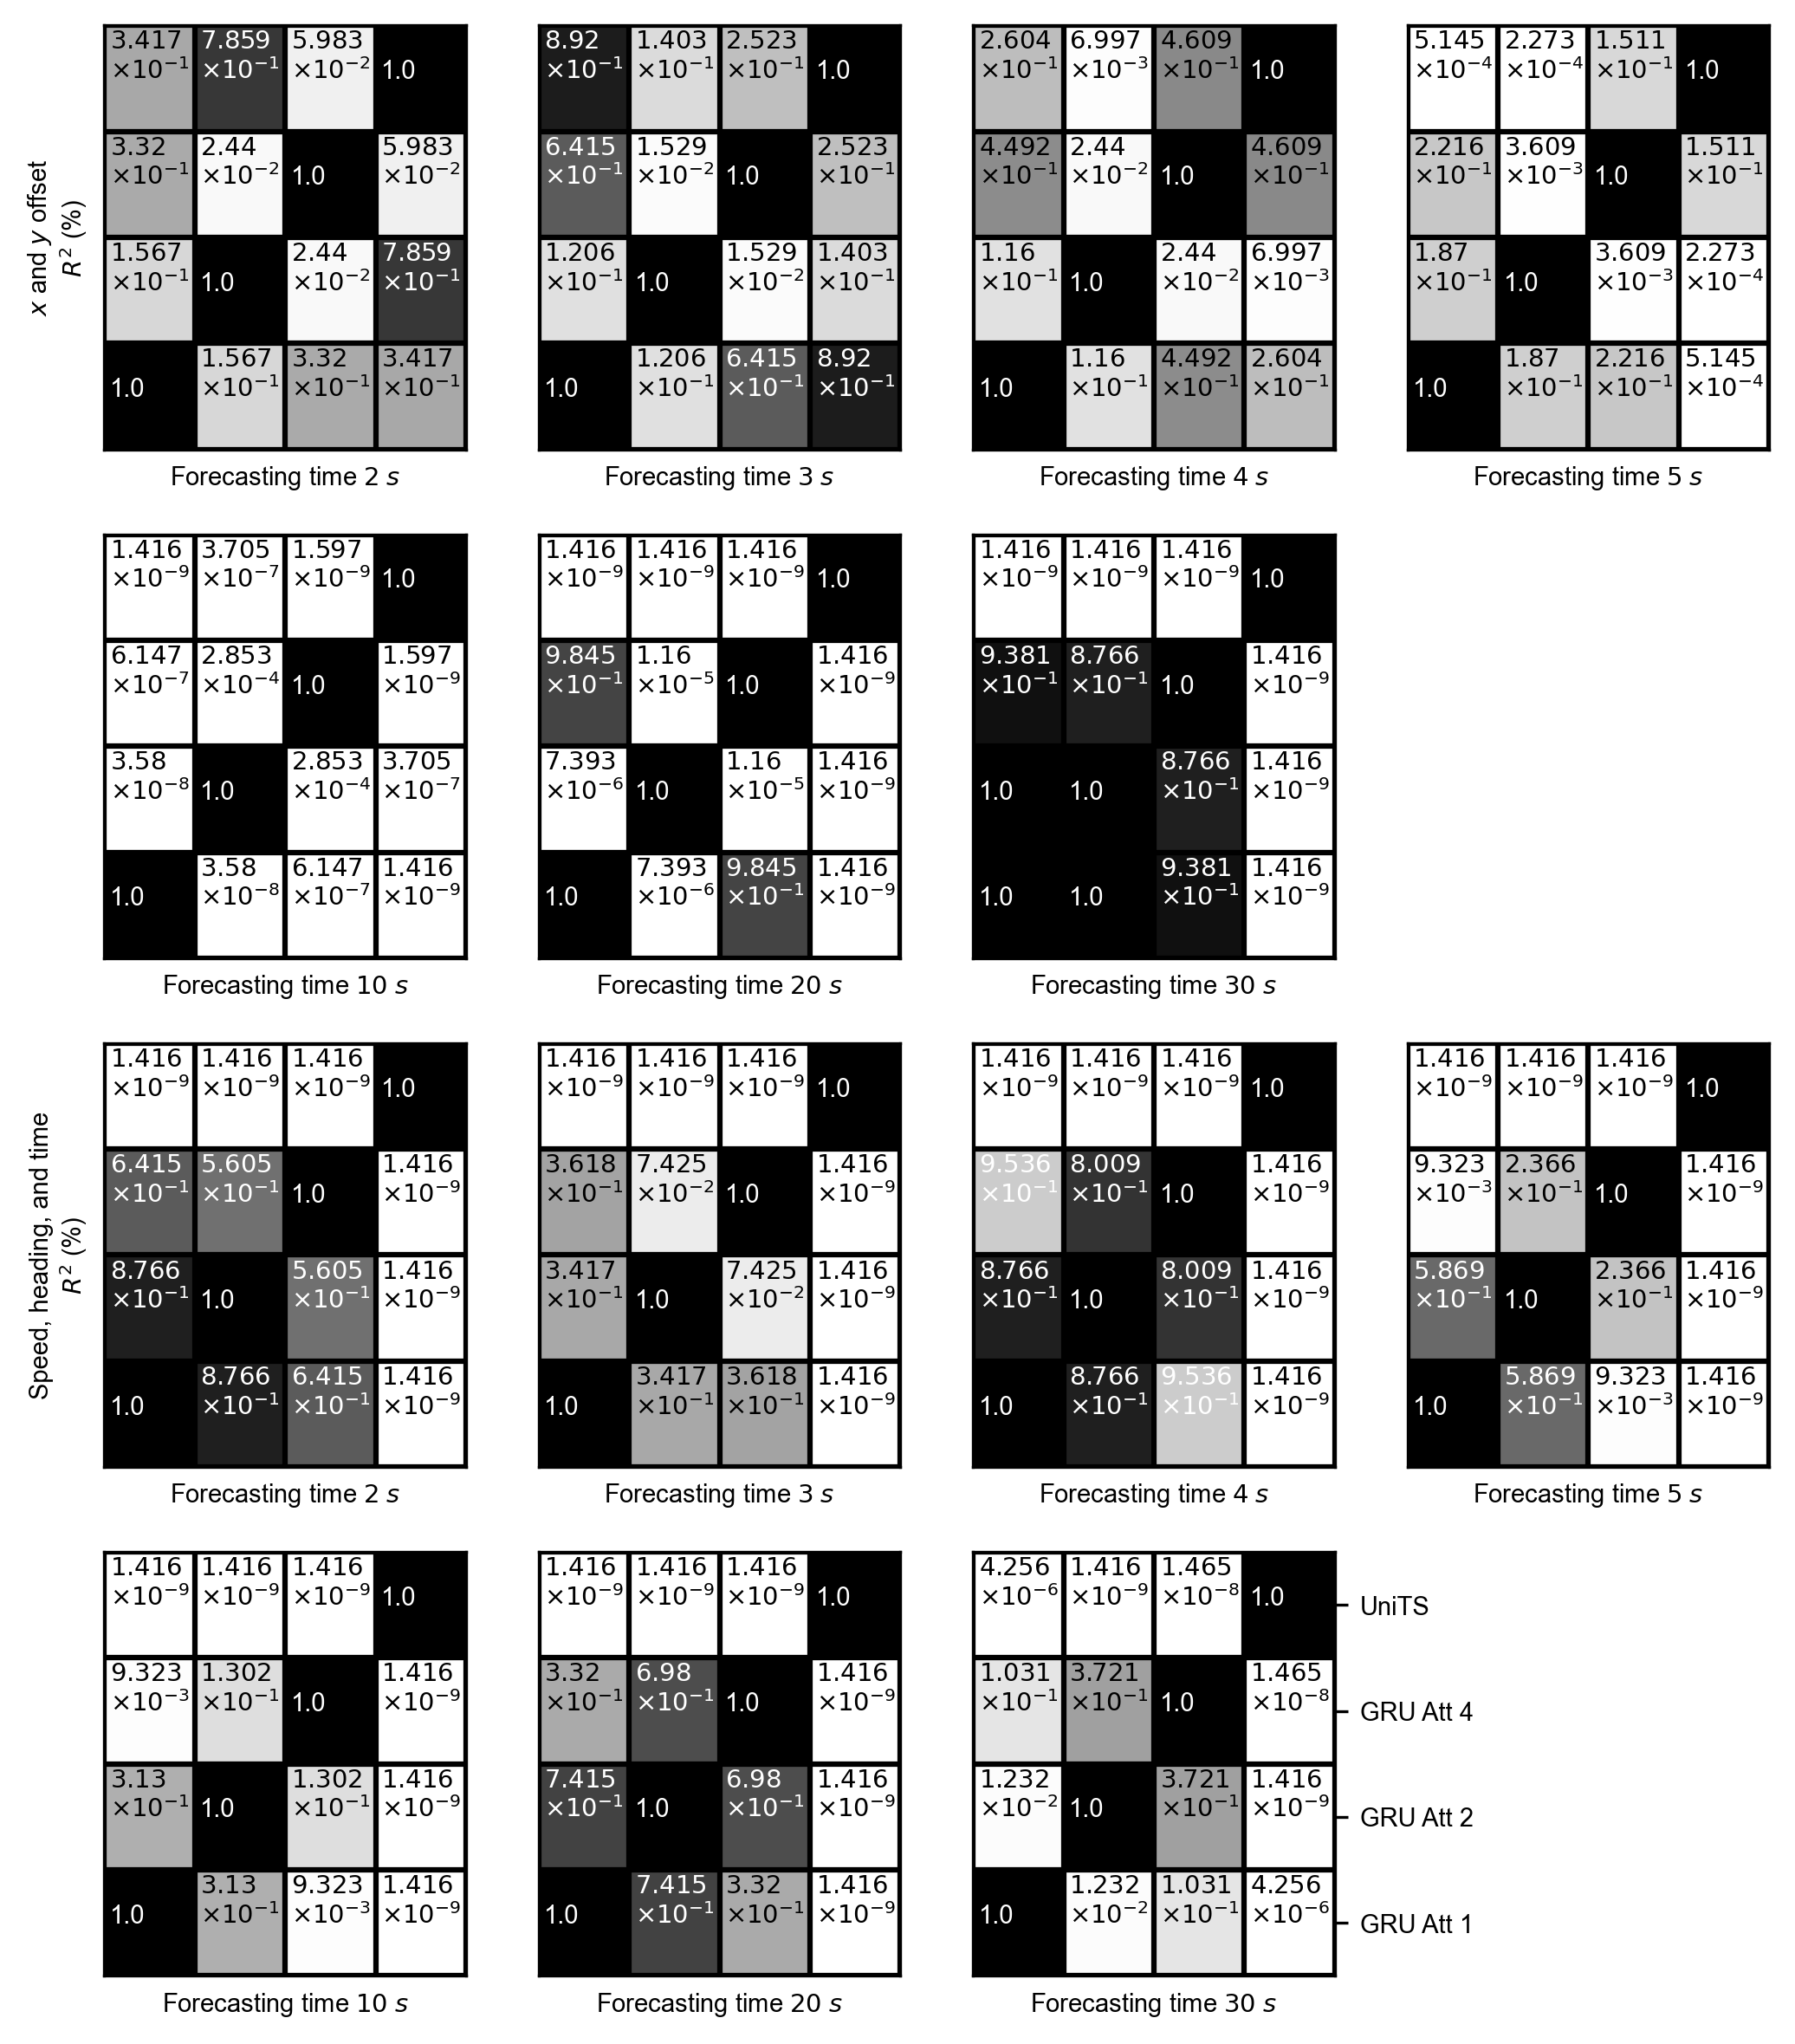 x and y offset
R² (%)
3.417 7.859 5.983
×10⁻¹ ×10⁻¹ ×10⁻² 1.0
3.32 2.44 5.983
×10⁻¹ ×10⁻² 1.0 ×10⁻²
1.567 2.44 7.859
×10⁻¹ 1.0 ×10⁻² ×10⁻¹
1.567 3.32 3.417
1.0 ×10⁻¹ ×10⁻¹ ×10⁻¹
Forecasting time 2 s
8.92 1.403 2.523
×10⁻¹ ×10⁻¹ ×10⁻¹ 1.0
6.415 1.529 2.523
×10⁻¹ ×10⁻² 1.0 ×10⁻¹
1.206 1.529 1.403
×10⁻¹ 1.0 ×10⁻² ×10⁻¹
1.206 6.415 8.92
1.0 ×10⁻¹ ×10⁻¹ ×10⁻¹
Forecasting time 3 s
2.604 6.997 4.609
×10⁻¹ ×10⁻³ ×10⁻¹ 1.0
4.492 2.44 4.609
×10⁻¹ ×10⁻² 1.0 ×10⁻¹
1.16 2.44 6.997
×10⁻¹ 1.0 ×10⁻² ×10⁻³
1.16 4.492 2.604
1.0 ×10⁻¹ ×10⁻¹ ×10⁻¹
Forecasting time 4 s
5.145 2.273 1.511
×10⁻⁴ ×10⁻⁴ ×10⁻¹ 1.0
2.216 3.609 1.511
×10⁻¹ ×10⁻³ 1.0 ×10⁻¹
1.87 3.609 2.273
×10⁻¹ 1.0 ×10⁻³ ×10⁻⁴
1.87 2.216 5.145
1.0 ×10⁻¹ ×10⁻¹ ×10⁻⁴
Forecasting time 5 s
1.416 3.705 1.597
×10⁻⁹ ×10⁻⁷ ×10⁻⁹ 1.0
6.147 2.853 1.597
×10⁻⁷ ×10⁻⁴ 1.0 ×10⁻⁹
3.58 2.853 3.705
×10⁻⁸ 1.0 ×10⁻⁴ ×10⁻⁷
3.58 6.147 1.416
1.0 ×10⁻⁸ ×10⁻⁷ ×10⁻⁹
Forecasting time 10 s
1.416 1.416 1.416
×10⁻⁹ ×10⁻⁹ ×10⁻⁹ 1.0
9.845 1.16 1.416
×10⁻¹ ×10⁻⁵ 1.0 ×10⁻⁹
7.393 1.16 1.416
×10⁻⁶ 1.0 ×10⁻⁵ ×10⁻⁹
7.393 9.845 1.416
1.0 ×10⁻⁶ ×10⁻¹ ×10⁻⁹
Forecasting time 20 s
1.416 1.416 1.416
×10⁻⁹ ×10⁻⁹ ×10⁻⁹ 1.0
9.381 8.766 1.416
×10⁻¹ ×10⁻¹ 1.0 ×10⁻⁹
8.766 1.416
1.0 1.0 ×10⁻¹ ×10⁻⁹
9.381 1.416
1.0 1.0 ×10⁻¹ ×10⁻⁹
Forecasting time 30 s
Speed, heading, and time
R² (%)
1.416 1.416 1.416
×10⁻⁹ ×10⁻⁹ ×10⁻⁹ 1.0
6.415 5.605 1.416
×10⁻¹ ×10⁻¹ 1.0 ×10⁻⁹
8.766 5.605 1.416
×10⁻¹ 1.0 ×10⁻¹ ×10⁻⁹
8.766 6.415 1.416
1.0 ×10⁻¹ ×10⁻¹ ×10⁻⁹
Forecasting time 2 s
1.416 1.416 1.416
×10⁻⁹ ×10⁻⁹ ×10⁻⁹ 1.0
3.618 7.425 1.416
×10⁻¹ ×10⁻² 1.0 ×10⁻⁹
3.417 7.425 1.416
×10⁻¹ 1.0 ×10⁻² ×10⁻⁹
3.417 3.618 1.416
1.0 ×10⁻¹ ×10⁻¹ ×10⁻⁹
Forecasting time 3 s
1.416 1.416 1.416
×10⁻⁹ ×10⁻⁹ ×10⁻⁹ 1.0
9.536 8.009 1.416
×10⁻¹ ×10⁻¹ 1.0 ×10⁻⁹
8.766 8.009 1.416
×10⁻¹ 1.0 ×10⁻¹ ×10⁻⁹
8.766 9.536 1.416
1.0 ×10⁻¹ ×10⁻¹ ×10⁻⁹
Forecasting time 4 s
1.416 1.416 1.416
×10⁻⁹ ×10⁻⁹ ×10⁻⁹ 1.0
9.323 2.366 1.416
×10⁻³ ×10⁻¹ 1.0 ×10⁻⁹
5.869 2.366 1.416
×10⁻¹ 1.0 ×10⁻¹ ×10⁻⁹
5.869 9.323 1.416
1.0 ×10⁻¹ ×10⁻³ ×10⁻⁹
Forecasting time 5 s
1.416 1.416 1.416
×10⁻⁹ ×10⁻⁹ ×10⁻⁹ 1.0
9.323 1.302 1.416
×10⁻³ ×10⁻¹ 1.0 ×10⁻⁹
3.13 1.302 1.416
×10⁻¹ 1.0 ×10⁻¹ ×10⁻⁹
3.13 9.323 1.416
1.0 ×10⁻¹ ×10⁻³ ×10⁻⁹
Forecasting time 10 s
1.416 1.416 1.416
×10⁻⁹ ×10⁻⁹ ×10⁻⁹ 1.0
3.32 6.98 1.416
×10⁻¹ ×10⁻¹ 1.0 ×10⁻⁹
7.415 6.98 1.416
×10⁻¹ 1.0 ×10⁻¹ ×10⁻⁹
7.415 3.32 1.416
1.0 ×10⁻¹ ×10⁻¹ ×10⁻⁹
Forecasting time 20 s
4.256 1.416 1.465
×10⁻⁶ ×10⁻⁹ ×10⁻⁸ 1.0
UniTS
1.031 3.721 1.465
×10⁻¹ ×10⁻¹ 1.0 ×10⁻⁸
GRU Att 4
1.232 3.721 1.416
×10⁻² 1.0 ×10⁻¹ ×10⁻⁹
GRU Att 2
1.232 1.031 4.256
1.0 ×10⁻² ×10⁻¹ ×10⁻⁶
GRU Att 1
Forecasting time 30 s